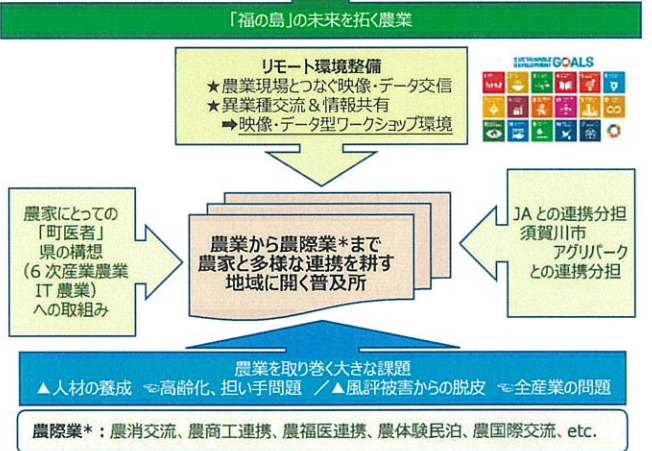 「福の島」の未来を拓く農業
リモート環境整備
★農業現場とつなぐ映像・データ交信
★異業種交流＆情報共有
➡映像・データ型ワークショップ環境
SUSTAINABLE DEVELOPMENT GOALS
農家にとっての
「町医者」
県の構想
(6次産業農業
IT農業)
への取組み
農業から農際業*まで
農家と多様な連携を耕す
地域に開く普及所
JAとの連携分担
須賀川市
アグリパーク
との連携分担
農業を取り巻く大きな課題
▲人材の養成 ☜高齢化、担い手問題 ／▲風評被害からの脱皮 ☜全産業の問題
農際業*：農消交流、農商工連携、農福医連携、農体験民泊、農国際交流、etc.